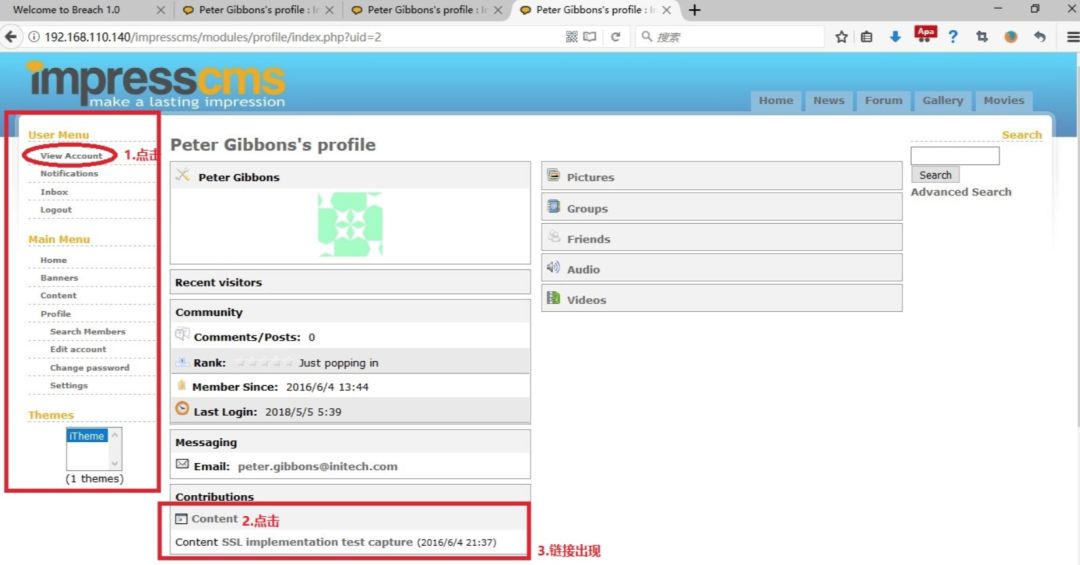 Welcome to Breach 1.0
Peter Gibbons's profile : I
Peter Gibbons's profile : I
Peter Gibbons's profile : I
192.168.110.140/impresscms/modules/profile/index.php?uid=2
搜索
Apa
impresscms
make a lasting impression
Home
News
Forum
Gallery
Movies
User Menu
View Account
1.点击
Notifications
Inbox
Logout
Main Menu
Home
Banners
Content
Profile
Search Members
Edit account
Change password
Settings
Themes
iTheme
(1 themes)
Peter Gibbons's profile
Peter Gibbons
Recent visitors
Community
Comments/Posts: 0
Rank: Just popping in
Member Since: 2016/6/4 13:44
Last Login: 2018/5/5 5:39
Messaging
Email: peter.gibbons@initech.com
Contributions
Content 2.点击
Content SSL implementation test capture (2016/6/4 21:37)
3.链接出现
Pictures
Groups
Friends
Audio
Videos
Search
Search
Advanced Search